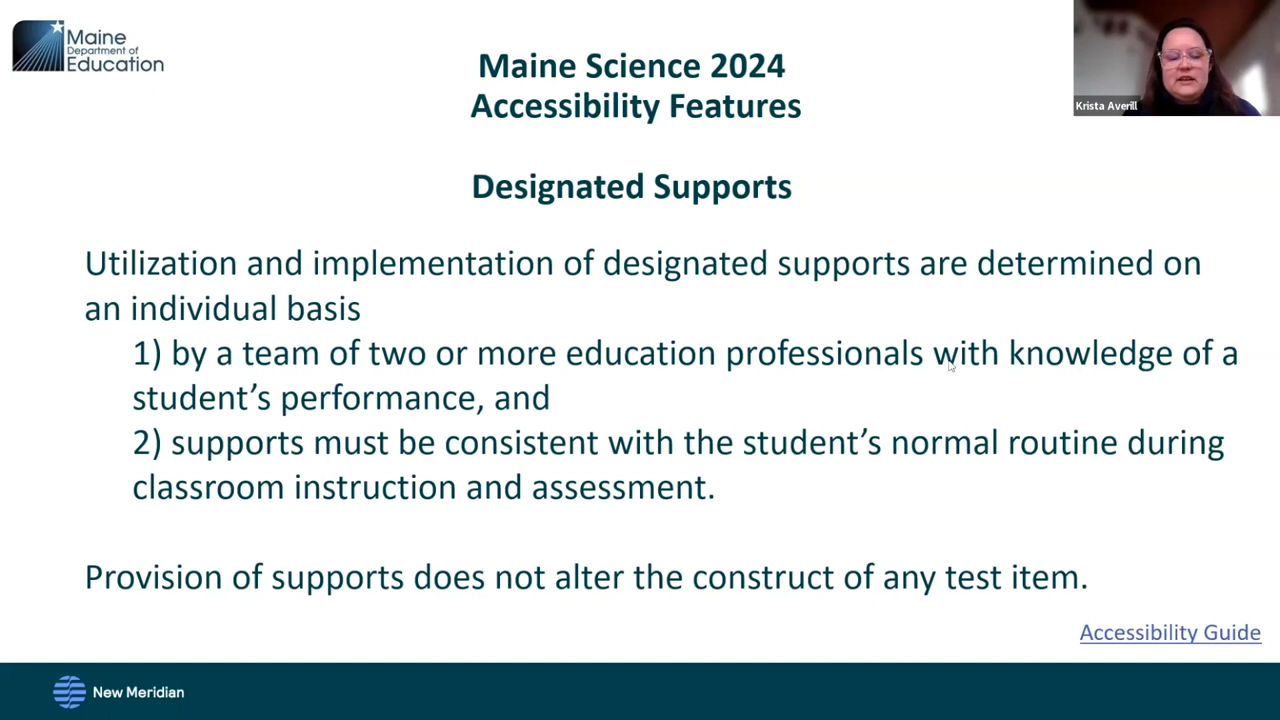 Maine
Department of
Education
Maine Science 2024
Accessibility Features
Krista Averill
Designated Supports
Utilization and implementation of designated supports are determined on
an individual basis
1) by a team of two or more education professionals with knowledge of a
student’s performance, and
2) supports must be consistent with the student’s normal routine during
classroom instruction and assessment.
Provision of supports does not alter the construct of any test item.
Accessibility Guide
New Meridian